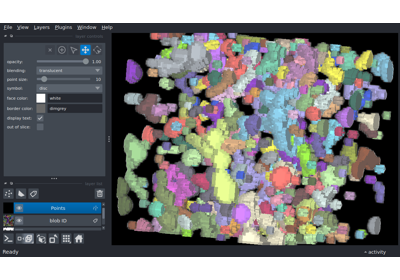 File View Layers Plugins Window Help
opacity: 1.00
blending: translucent
point size: 10
symbol: disc
face color: white
border color: dimgrey
display text: ✓
out of slice:
Points
blob ID
Ready
activity